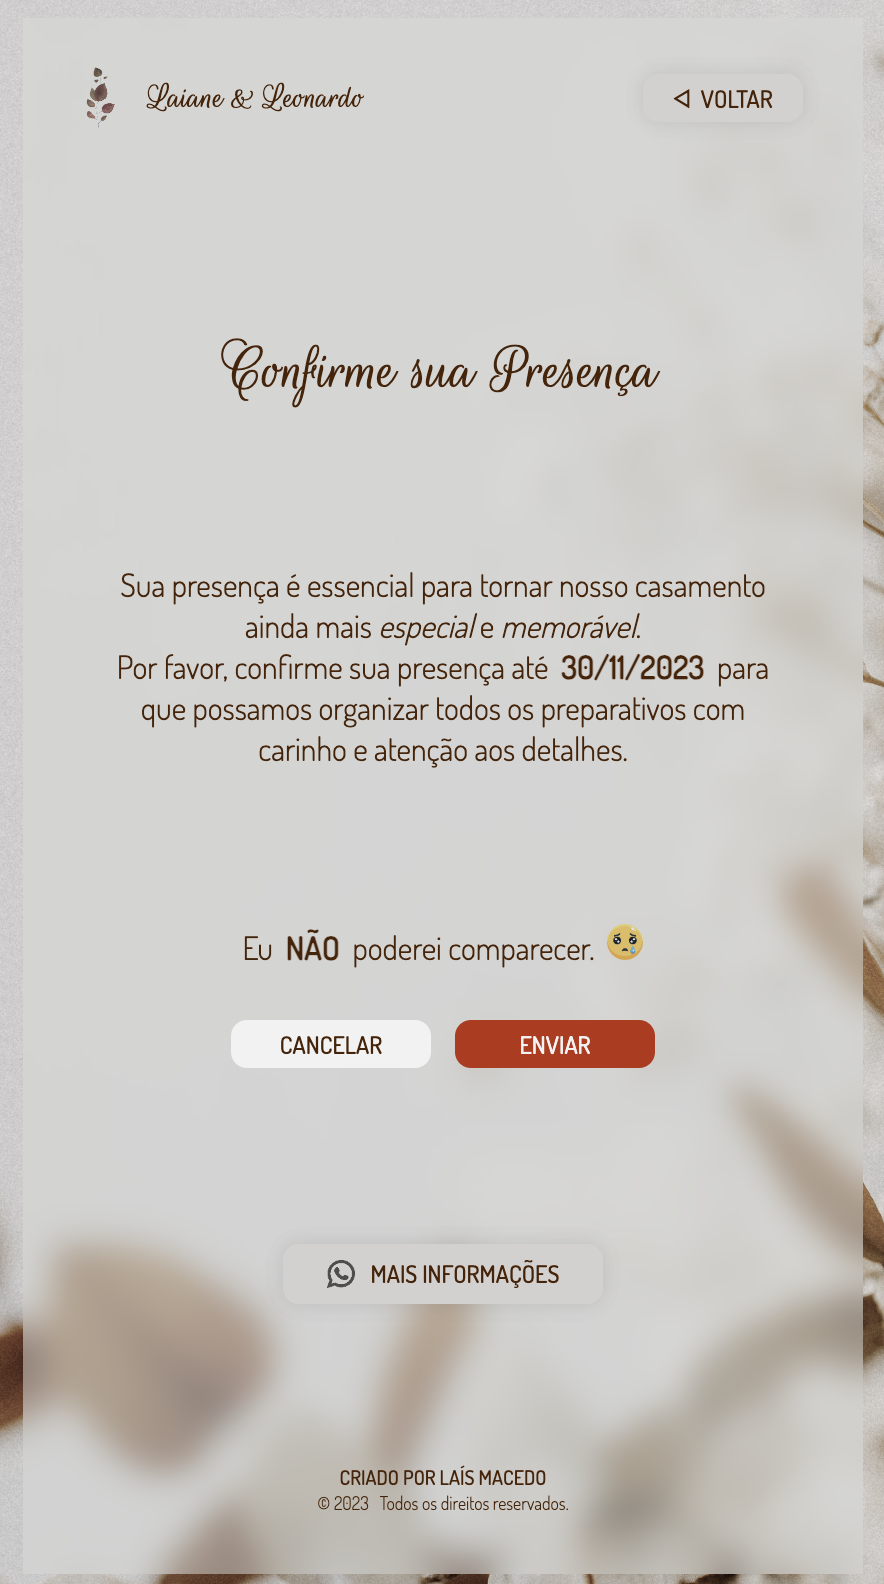 Laiane & Leonardo
VOLTAR
Confirme sua Presença
Sua presença é essencial para tornar nosso casamento
ainda mais especial e memorável.
Por favor, confirme sua presença até 30/11/2023 para
que possamos organizar todos os preparativos com
carinho e atenção aos detalhes.
Eu NÃO poderei comparecer. 🥺
CANCELAR
ENVIAR
MAIS INFORMAÇÕES
CRIADO POR LAÍS MACEDO
© 2023 Todos os direitos reservados.